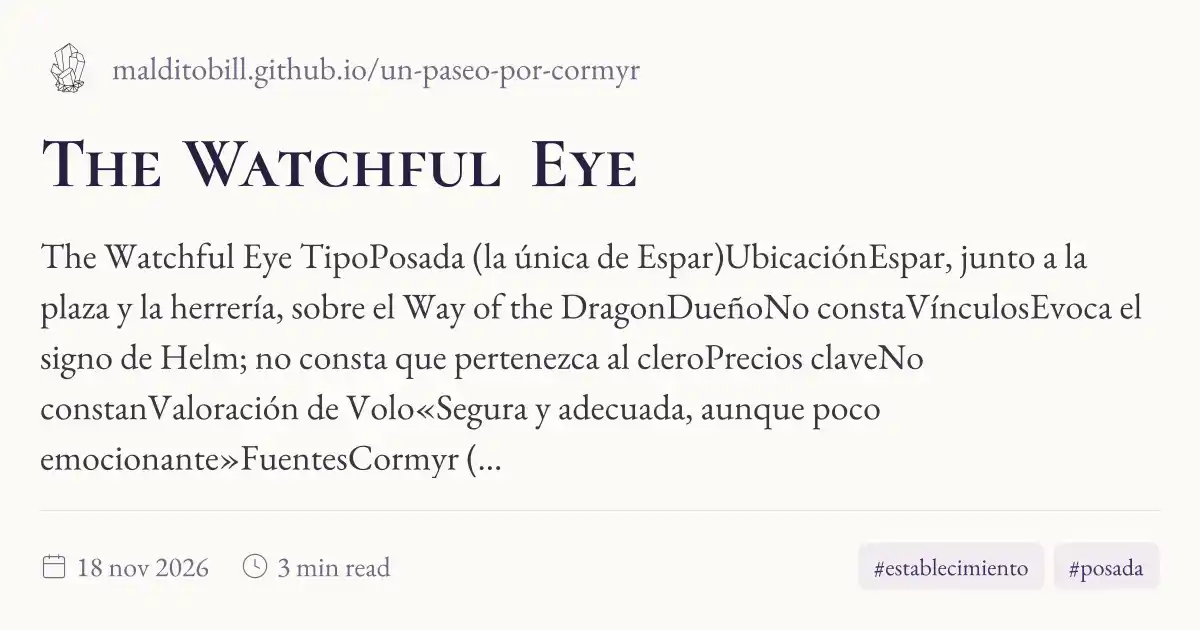 malditobill.github.io/un-paseo-por-cormyr
The Watchful Eye
The Watchful Eye TipoPosada (la única de Espar)UbicaciónEspar, junto a la
plaza y la herrería, sobre el Way of the DragonDueñoNo constaVínculosEvoca el
signo de Helm; no consta que pertenezca al cleroPrecios claveNo
constanValoración de Volo«Segura y adecuada, aunque poco
emocionante»FuentesCormyr (...
18 nov 2026 3 min read #establecimiento #posada